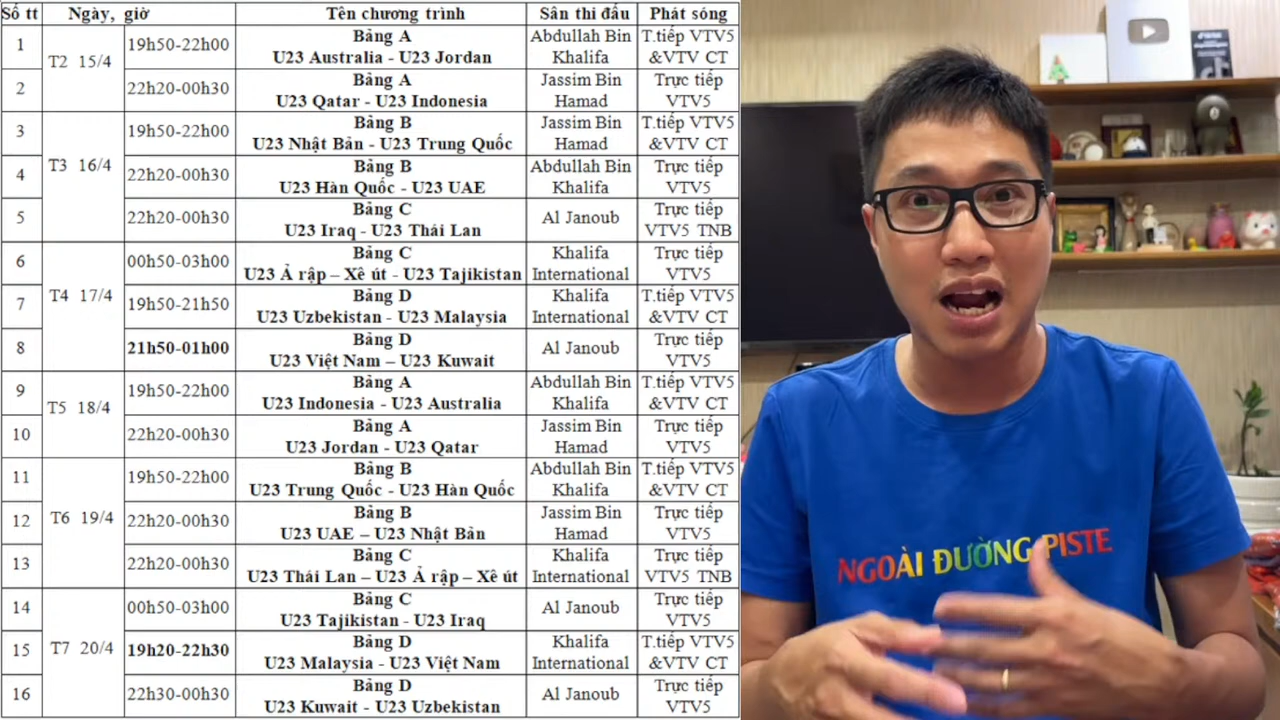 Số tt Ngày, giờ Tên chương trình Sân thi đấu Phát sóng
1 T2 15/4 19h50-22h00 Bảng A
U23 Australia - U23 Jordan Abdullah Bin
Khalifa T.tiếp VTV5
&VTV CT
2 22h20-00h30 Bảng A
U23 Qatar - U23 Indonesia Jassim Bin
Hamad Trực tiếp
VTV5
3 T3 16/4 19h50-22h00 Bảng B
U23 Nhật Bản - U23 Trung Quốc Jassim Bin
Hamad T.tiếp VTV5
&VTV CT
4 22h20-00h30 Bảng B
U23 Hàn Quốc - U23 UAE Abdullah Bin
Khalifa Trực tiếp
VTV5
5 22h20-00h30 Bảng C
U23 Iraq - U23 Thái Lan Al Janoub Trực tiếp
VTV5 TNB
6 T4 17/4 00h50-03h00 Bảng C
U23 Ả rập – Xê út - U23 Tajikistan Khalifa
International Trực tiếp
VTV5
7 19h50-21h50 Bảng D
U23 Uzbekistan - U23 Malaysia Khalifa
International T.tiếp VTV5
&VTV CT
8 21h50-01h00 Bảng D
U23 Việt Nam – U23 Kuwait Al Janoub Trực tiếp
VTV5
9 T5 18/4 19h50-22h00 Bảng A
U23 Indonesia - U23 Australia Abdullah Bin
Khalifa T.tiếp VTV5
&VTV CT
10 22h20-00h30 Bảng A
U23 Jordan - U23 Qatar Jassim Bin
Hamad Trực tiếp
VTV5
11 T6 19/4 19h50-22h00 Bảng B
U23 Trung Quốc - U23 Hàn Quốc Abdullah Bin
Khalifa T.tiếp VTV5
&VTV CT
12 22h20-00h30 Bảng B
U23 UAE – U23 Nhật Bản Jassim Bin
Hamad Trực tiếp
VTV5
13 22h20-00h30 Bảng C
U23 Thái Lan – U23 Ả rập – Xê út Khalifa
International Trực tiếp
VTV5 TNB
14 T7 20/4 00h50-03h00 Bảng C
U23 Tajikistan - U23 Iraq Al Janoub Trực tiếp
VTV5
15 19h20-22h30 Bảng D
U23 Malaysia - U23 Việt Nam Khalifa
International T.tiếp VTV5
&VTV CT
16 22h30-00h30 Bảng D
U23 Kuwait - U23 Uzbekistan Al Janoub Trực tiếp
VTV5
NGOÀI ĐƯỜNG PISTE